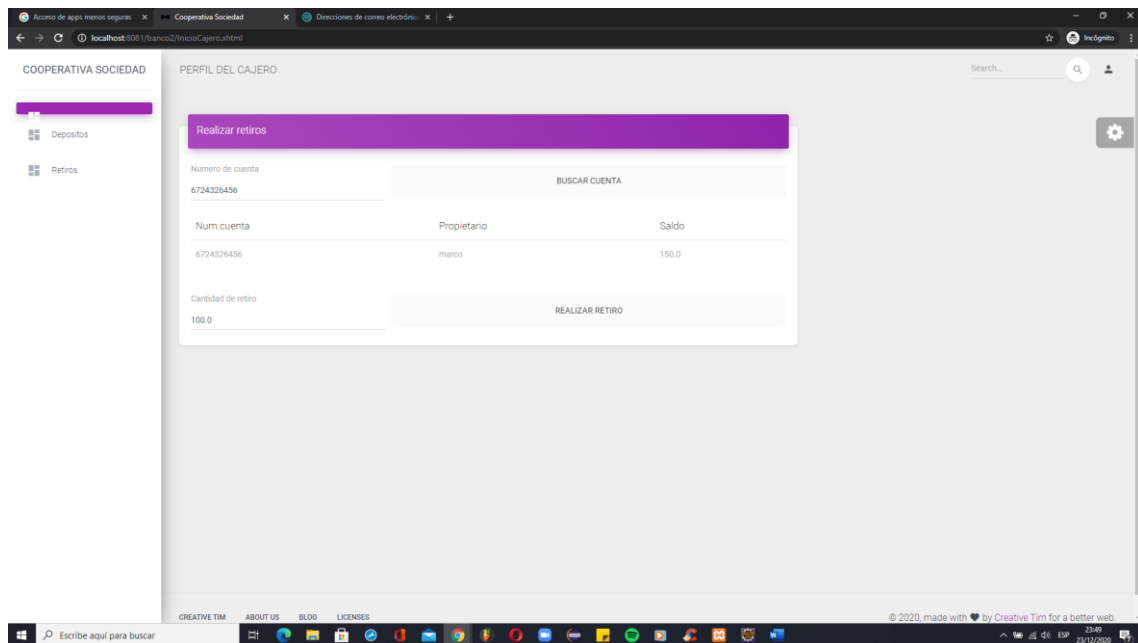 Acceso de apps menos seguras
Cooperativa Sociedad
Direcciones de correo electrónic
localhost:8081/banco2/InicioCajero.xhtml
Incógnito
COOPERATIVA SOCIEDAD
PERFIL DEL CAJERO
Search...
Depositos
Retiros
Realizar retiros
Numero de cuenta
6724326456
BUSCAR CUENTA
Num.cuenta Propietario Saldo
6724326456 marco 150.0
Cantidad de retiro
100.0
REALIZAR RETIRO
CREATIVE TIM ABOUT US BLOG LICENSES
© 2020, made with by Creative Tim for a better web.
Escribe aquí para buscar
ESP
23:49
23/12/2020